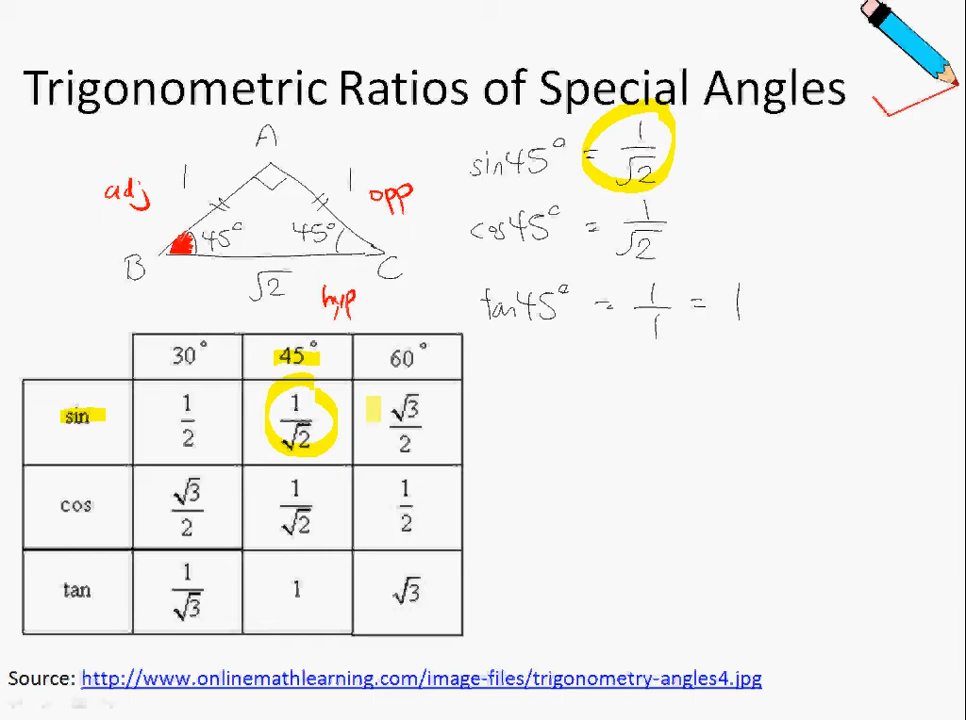 Trigonometric Ratios of Special Angles
A
1
1
adj
opp
45°
45°
B
C
√2
hyp
sin45° = 1/√2
cos45° = 1/√2
tan45° = 1/1 = 1
30° 45° 60°
sin 1/2 1/√2 √3/2
cos √3/2 1/√2 1/2
tan 1/√3 1 √3
Source: http://www.onlinemathlearning.com/image-files/trigonometry-angles4.jpg